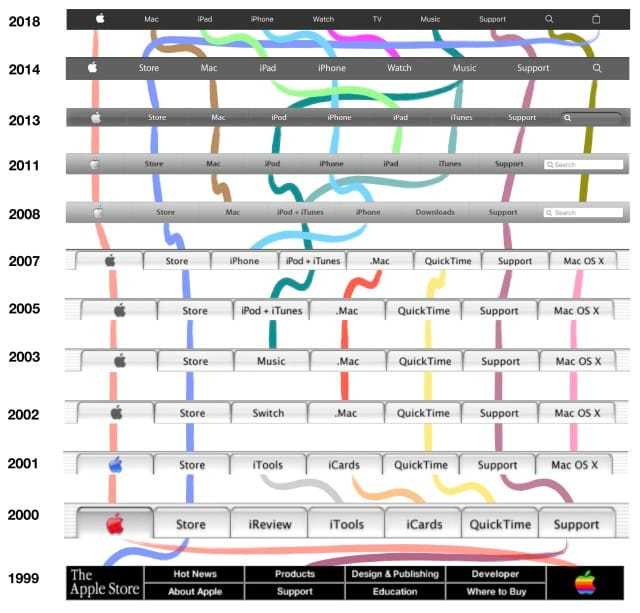 2018 Mac iPad iPhone Watch TV Music Support
2014 Store Mac iPad iPhone Watch Music Support
2013 Store Mac iPod iPhone iPad iTunes Support
2011 Store Mac iPod iPhone iPad iTunes Support Search
2008 Store Mac iPod + iTunes iPhone Downloads Support Search
2007 Store iPhone iPod + iTunes .Mac QuickTime Support Mac OS X
2005 Store iPod + iTunes .Mac QuickTime Support Mac OS X
2003 Store Music .Mac QuickTime Support Mac OS X
2002 Store Switch .Mac QuickTime Support Mac OS X
2001 Store iTools iCards QuickTime Support Mac OS X
2000 Store iReview iTools iCards QuickTime Support
1999
The
Apple Store
Hot News Products Design & Publishing Developer
About Apple Support Education Where to Buy